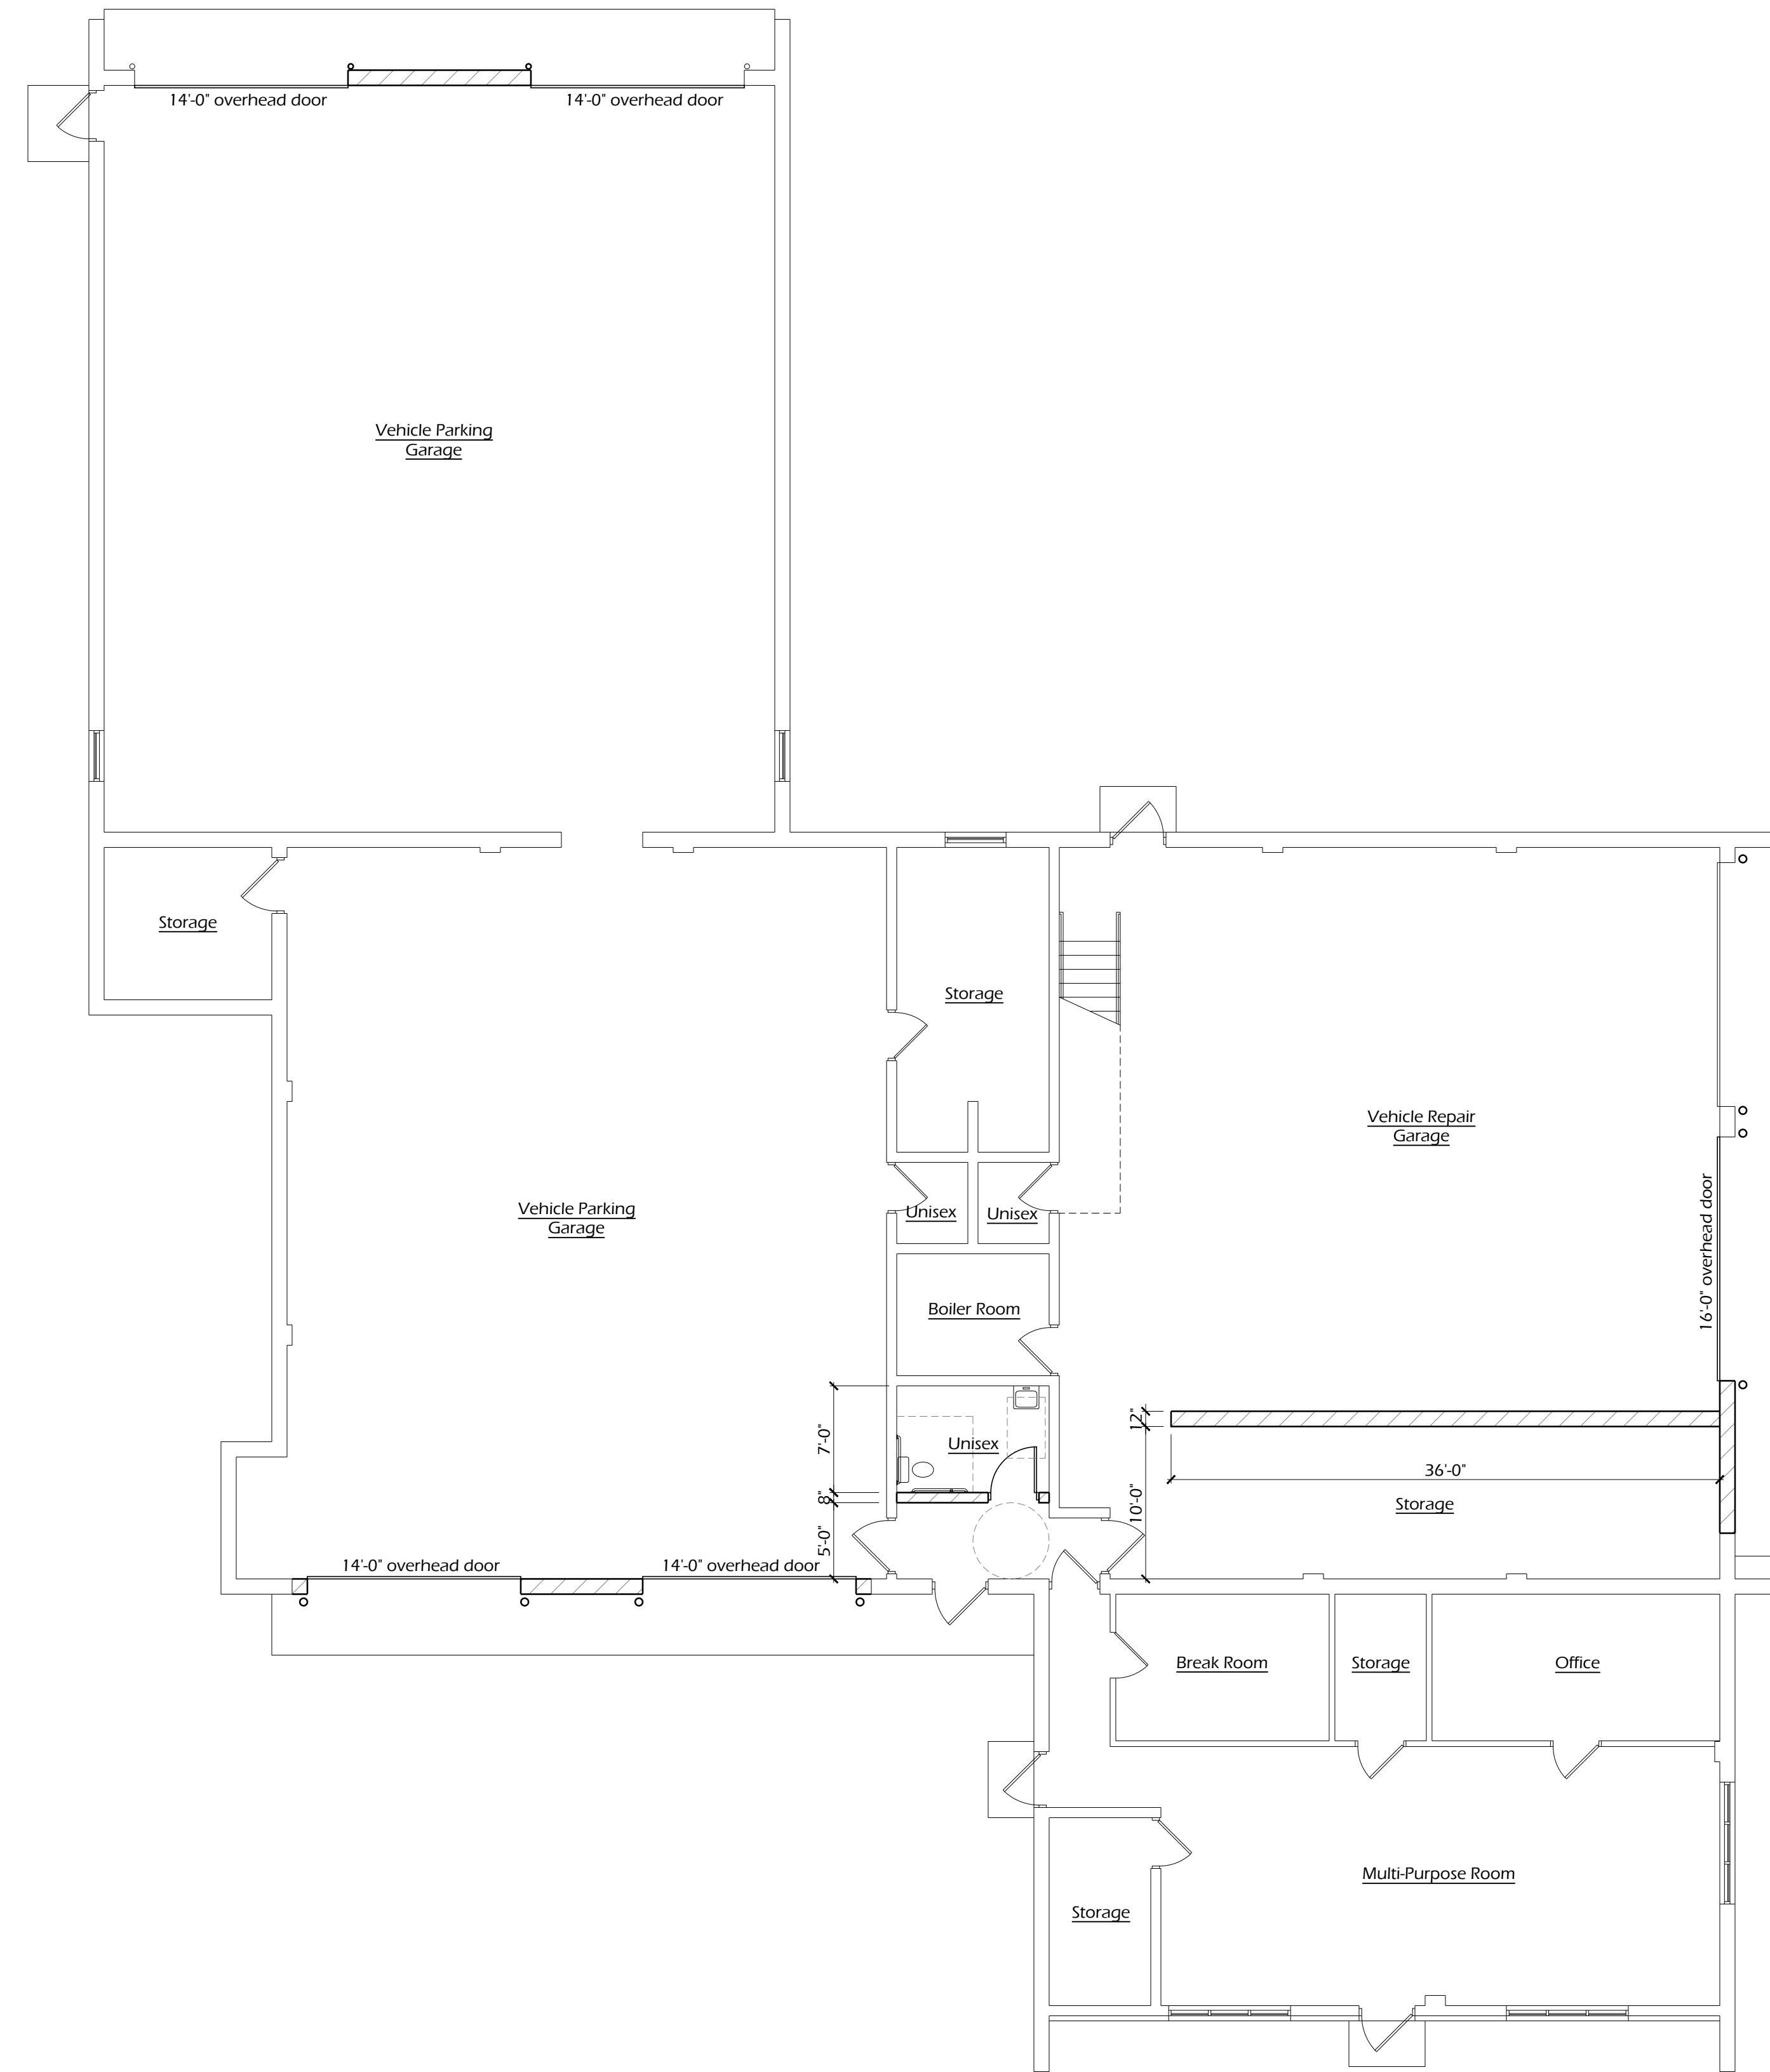 14'-0" overhead door
14'-0" overhead door
Vehicle Parking
Garage
Storage
Storage
Vehicle Repair
Garage
Vehicle Parking
Garage
Unisex
Unisex
16'-0" overhead door
Boiler Room
7'-0"
8"
5'-0"
Unisex
12"
10'-0"
36'-0"
Storage
14'-0" overhead door
14'-0" overhead door
Break Room
Storage
Office
Multi-Purpose Room
Storage